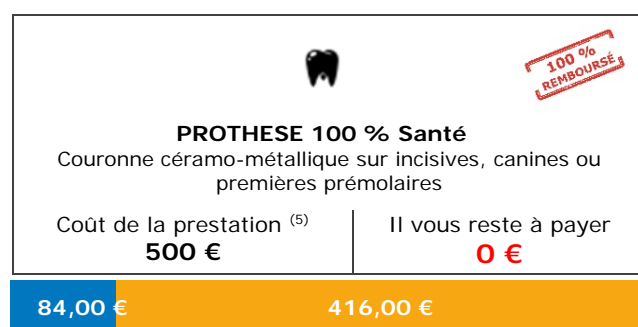 100 %
REMBOURSÉ
PROTHESE 100 % Santé
Couronne céramo-métallique sur incisives, canines ou
premières prémolaires
Coût de la prestation (5)
500 €
Il vous reste à payer
0 €
84,00 €
416,00 €